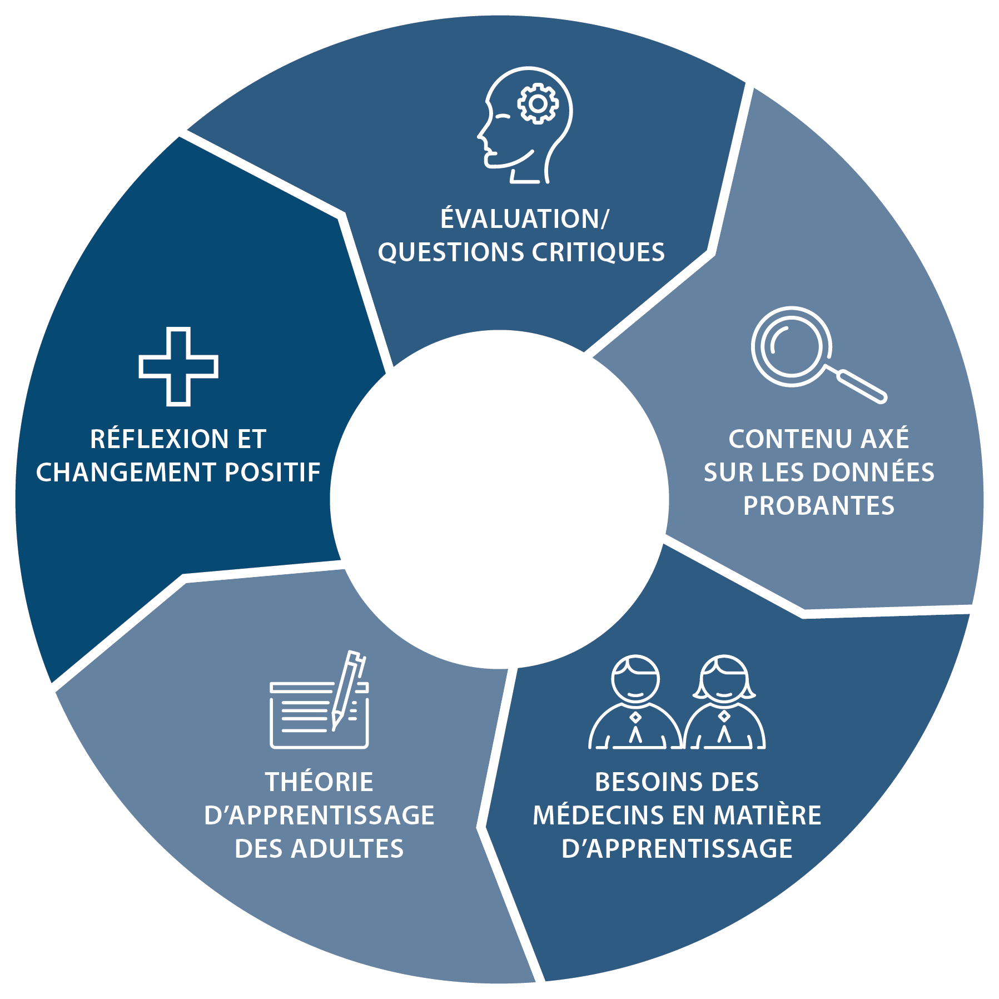 ÉVALUATION/
QUESTIONS CRITIQUES
CONTENU AXÉ
SUR LES DONNÉES
PROBANTES
BESOINS DES
MÉDECINS EN MATIÈRE
D’APPRENTISSAGE
THÉORIE
D’APPRENTISSAGE
DES ADULTES
RÉFLEXION ET
CHANGEMENT POSITIF